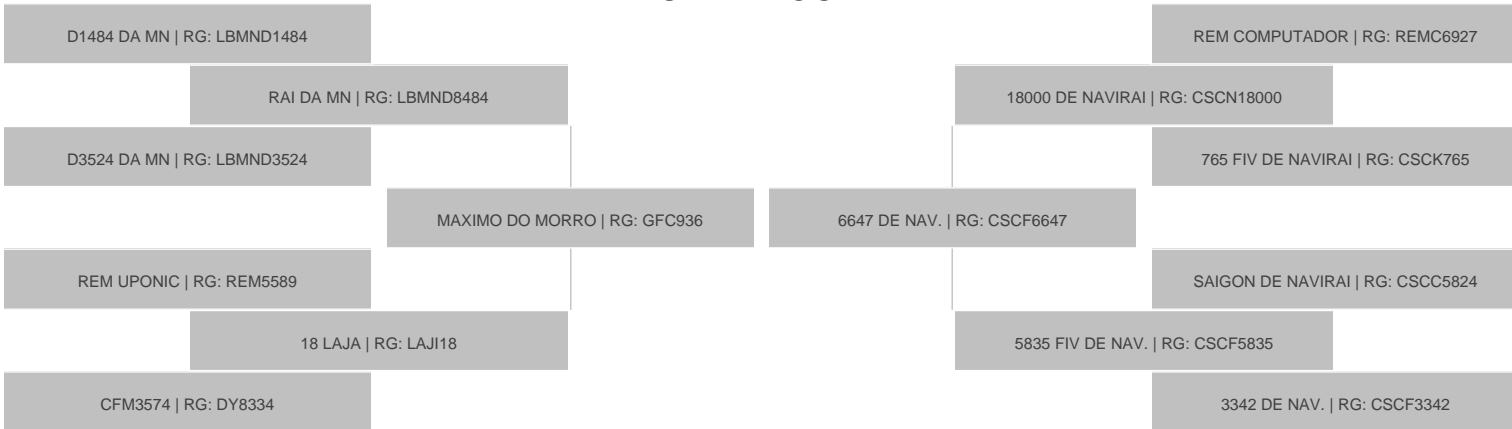 D1484 DA MN | RG: LBMND1484
REM COMPUTADOR | RG: REMC6927
RAI DA MN | RG: LBMND8484
18000 DE NAVIRAI | RG: CSCN18000
D3524 DA MN | RG: LBMND3524
765 FIV DE NAVIRAI | RG: CSCK765
MAXIMO DO MORRO | RG: GFC936
6647 DE NAV. | RG: CSCF6647
REM UPONIC | RG: REM5589
SAIGON DE NAVIRAI | RG: CSCC5824
18 LAJA | RG: LAJI18
5835 FIV DE NAV. | RG: CSCF5835
CFM3574 | RG: DY8334
3342 DE NAV. | RG: CSCF3342